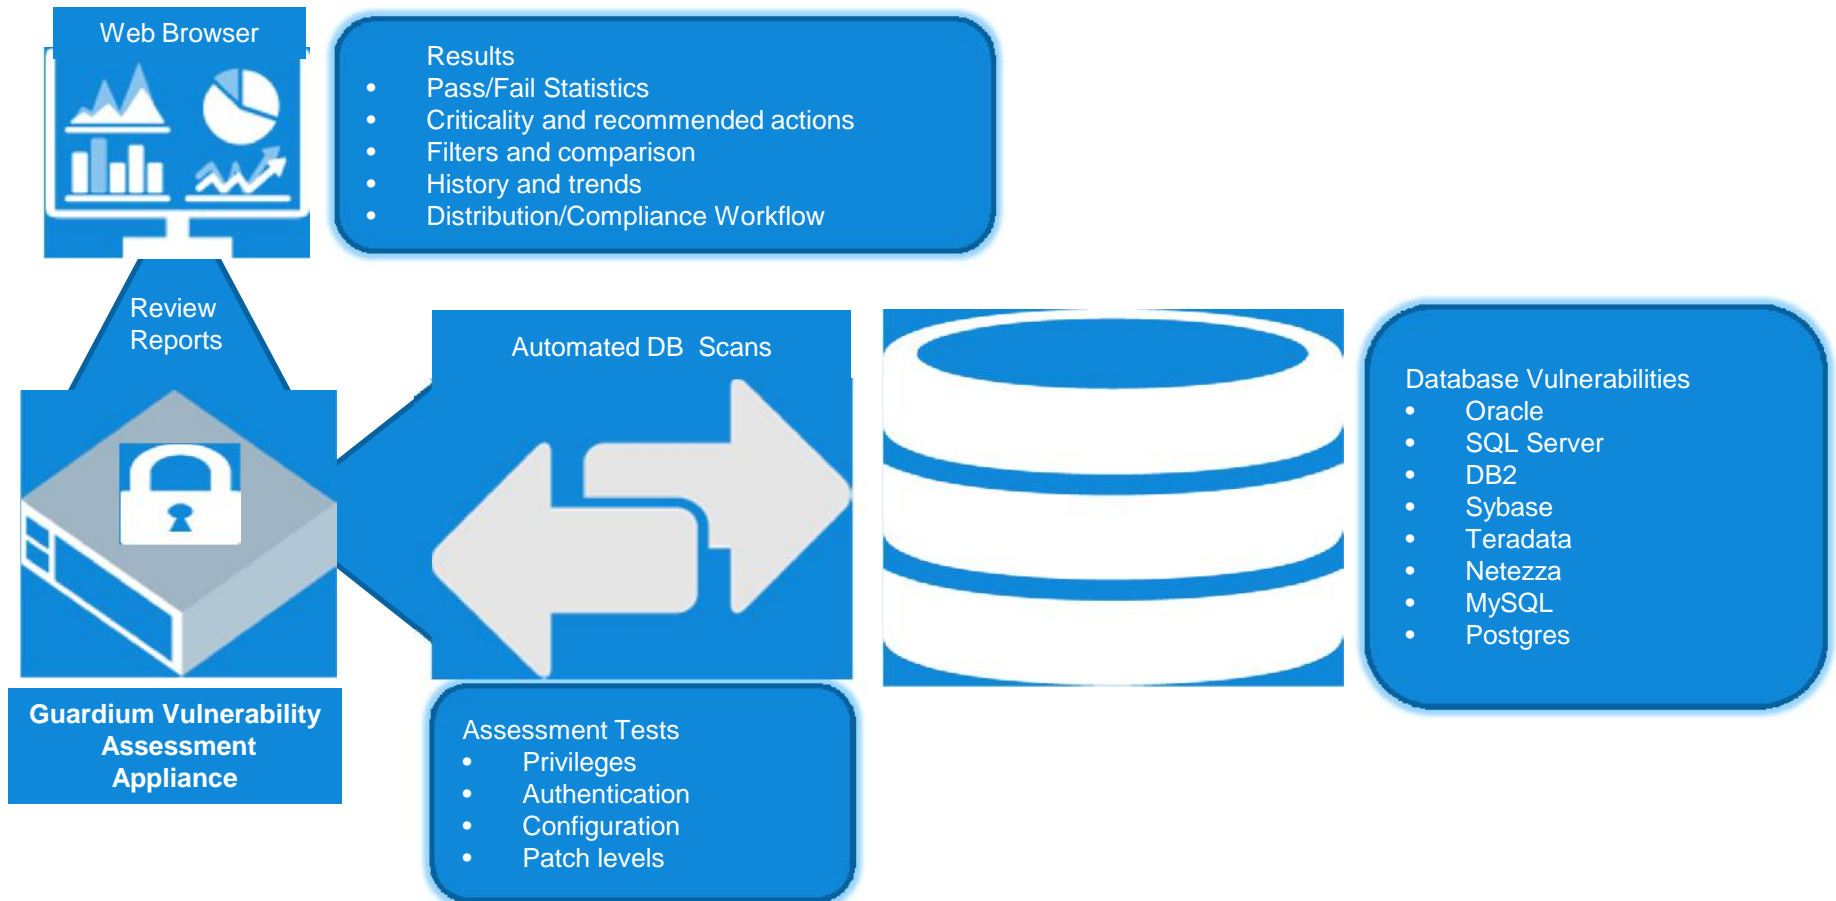 Web Browser
Results
• Pass/Fail Statistics
• Criticality and recommended actions
• Filters and comparison
• History and trends
• Distribution/Compliance Workflow
Review
Reports
Automated DB Scans
Database Vulnerabilities
• Oracle
• SQL Server
• DB2
• Sybase
• Teradata
• Netezza
• MySQL
• Postgres
Guardium Vulnerability
Assessment
Appliance
Assessment Tests
• Privileges
• Authentication
• Configuration
• Patch levels